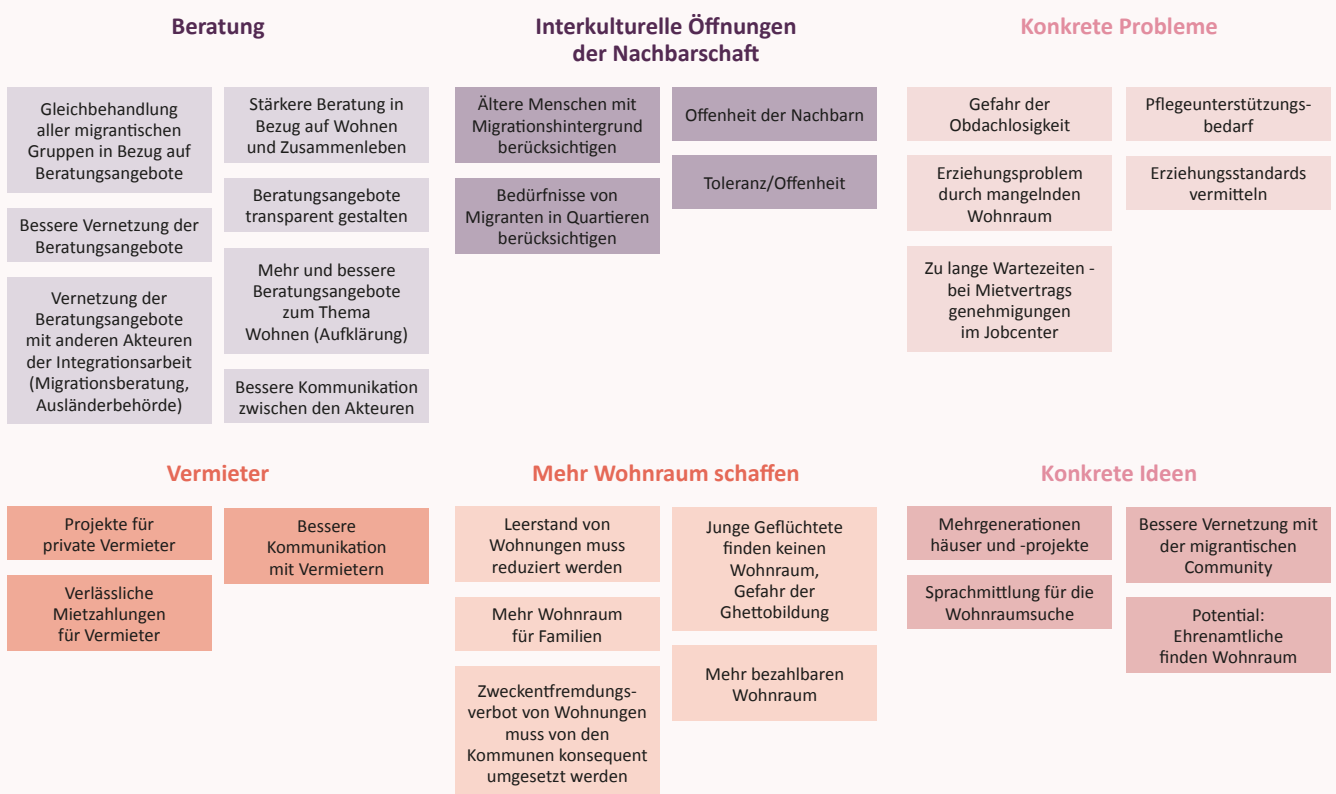 Beratung
Gleichbehandlung
aller migrantischen
Gruppen in Bezug auf
Beratungsangebote
Bessere Vernetzung der
Beratungsangebote
Vernetzung der
Beratungsangebote
mit anderen Akteuren
der Integrationsarbeit
(Migrationsberatung,
Ausländerbehörde)
Stärkere Beratung in
Bezug auf Wohnen
und Zusammenleben
Beratungsangebote
transparent gestalten
Mehr und bessere
Beratungsangebote
zum Thema
Wohnen (Aufklärung)
Bessere Kommunikation
zwischen den Akteuren
Interkulturelle Öffnungen
der Nachbarschaft
Ältere Menschen mit
Migrationshintergrund
berücksichtigen
Bedürfnisse von
Migranten in Quartieren
berücksichtigen
Offenheit der Nachbarn
Toleranz/Offenheit
Konkrete Probleme
Gefahr der
Obdachlosigkeit
Erziehungsproblem
durch mangelnden
Wohnraum
Zu lange Wartezeiten -
bei Mietvertrags
genehmigungen
im Jobcenter
Pflegeunterstützungs-
bedarf
Erziehungsstandards
vermitteln
Vermieter
Projekte für
private Vermieter
Verlässliche
Mietzahlungen
für Vermieter
Bessere
Kommunikation
mit Vermietern
Mehr Wohnraum schaffen
Leerstand von
Wohnungen muss
reduziert werden
Mehr Wohnraum
für Familien
Zweckentfremdungs-
verbot von Wohnungen
muss von den
Kommunen konsequent
umgesetzt werden
Junge Geflüchtete
finden keinen
Wohnraum,
Gefahr der
Ghettobildung
Mehr bezahlbaren
Wohnraum
Konkrete Ideen
Mehrgenerationen
häuser und -projekte
Sprachmittlung für die
Wohnraumsuche
Bessere Vernetzung mit
der migrantischen
Community
Potential:
Ehrenamtliche
finden Wohnraum